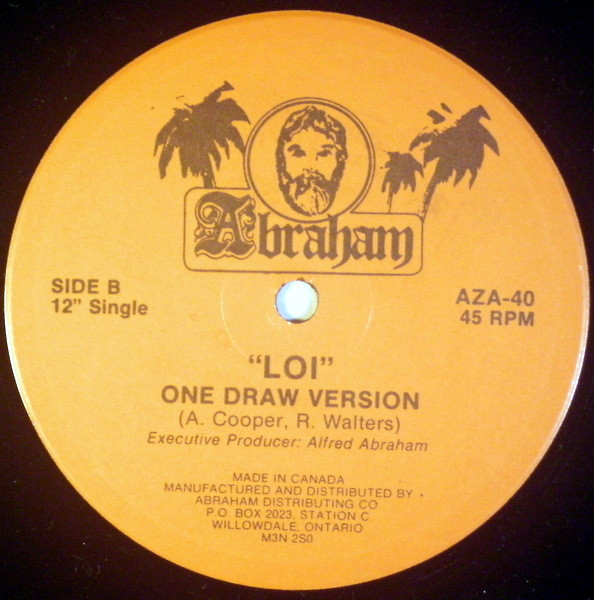 Abraham
SIDE B
12” Single
AZA-40
45 RPM
“LOI”
ONE DRAW VERSION
(A. Cooper, R. Walters)
Executive Producer: Alfred Abraham
MADE IN CANADA
MANUFACTURED AND DISTRIBUTED BY
ABRAHAM DISTRIBUTING CO
P.O. BOX 2023, STATION C
WILLOWDALE, ONTARIO
M3N 2S0